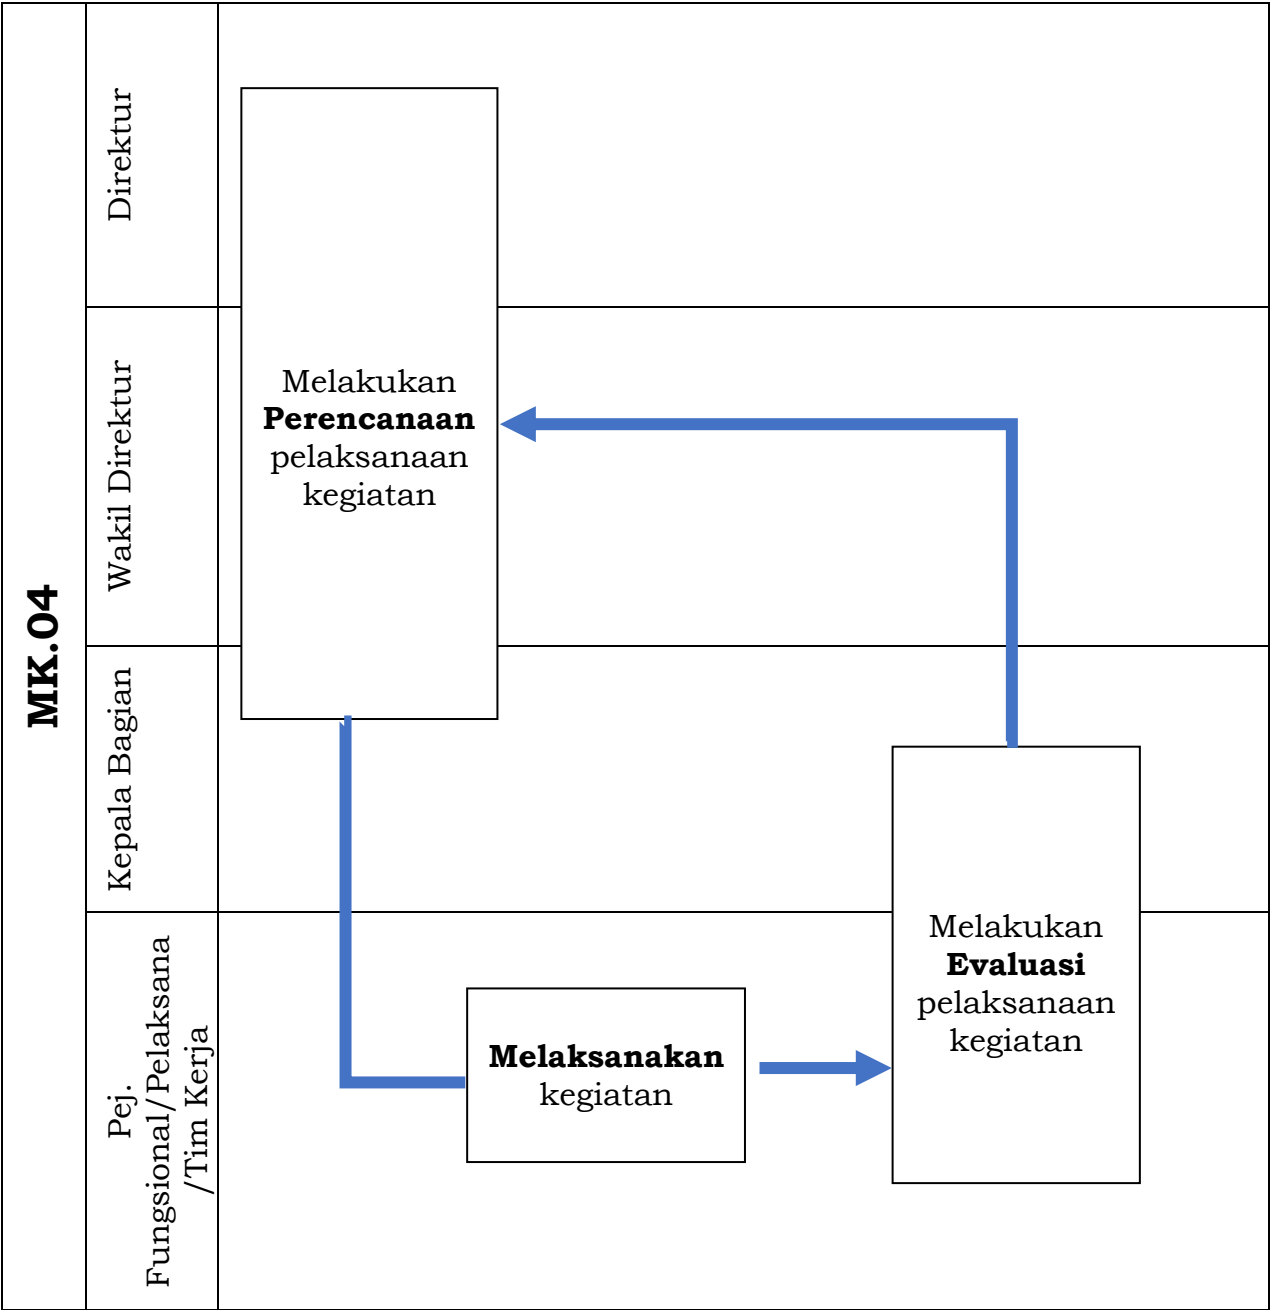 MK.04
Direktur
Wakil Direktur
Kepala Bagian
Pej.
Fungsional/Pelaksana
/Tim Kerja
Melakukan
Perencanaan
pelaksanaan
kegiatan
Melaksanakan
kegiatan
Melakukan
Evaluasi
pelaksanaan
kegiatan